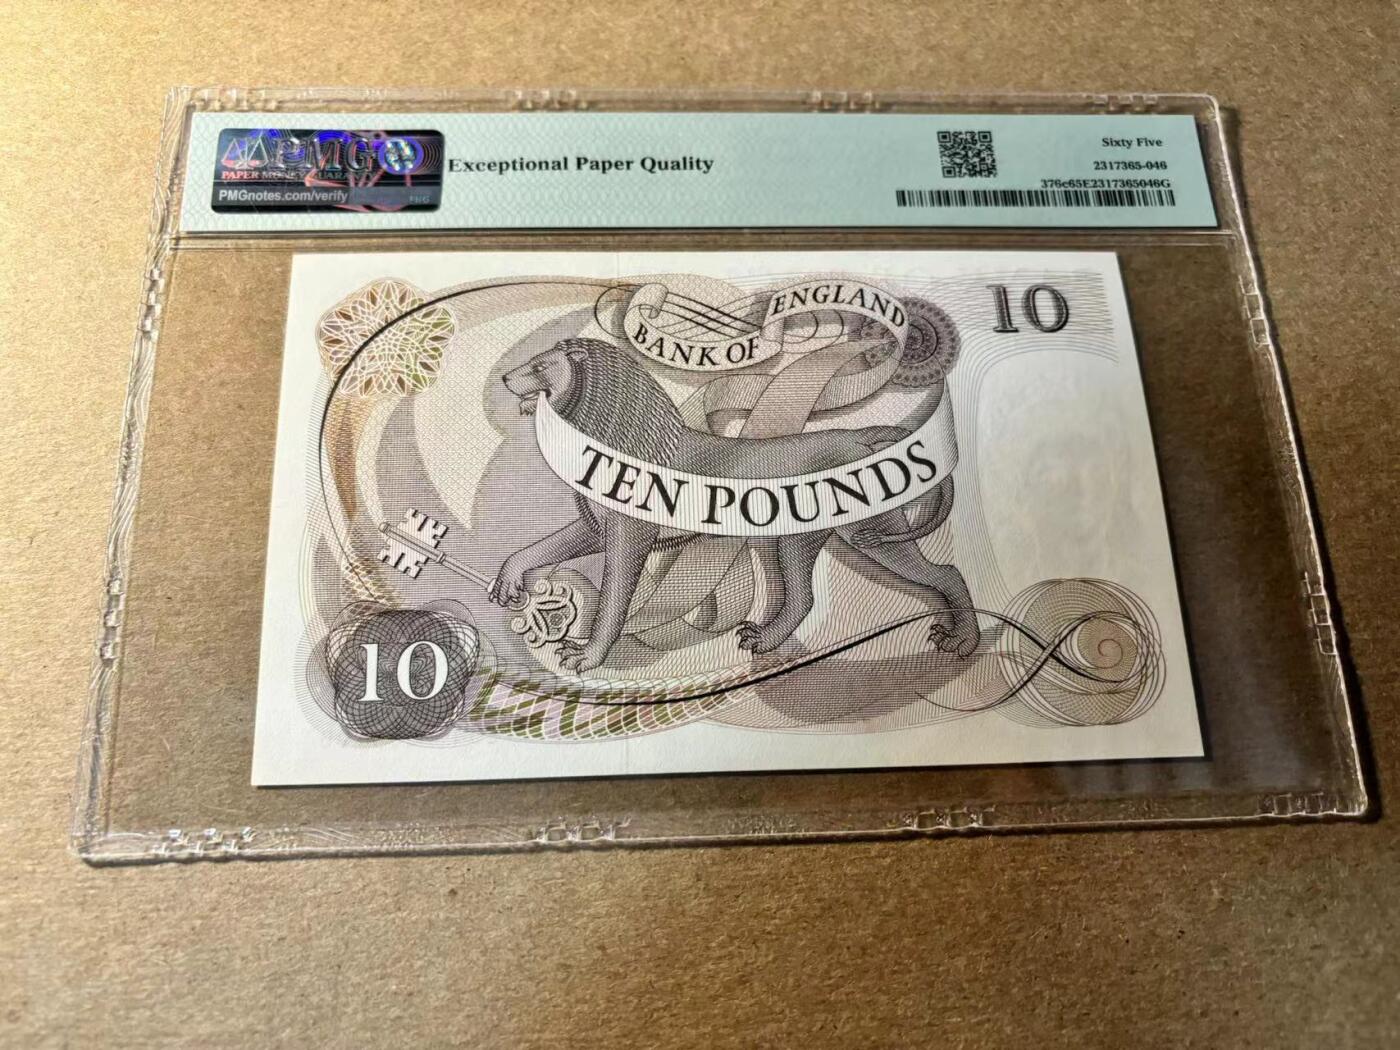 PMG
PAPER MONEY GUARANTY
PMGnotes.com/verify
PMG
Exceptional Paper Quality
Sixty Five
2317365-046
376c65E2317365046G
BANK OF ENGLAND
10
TEN POUNDS
10